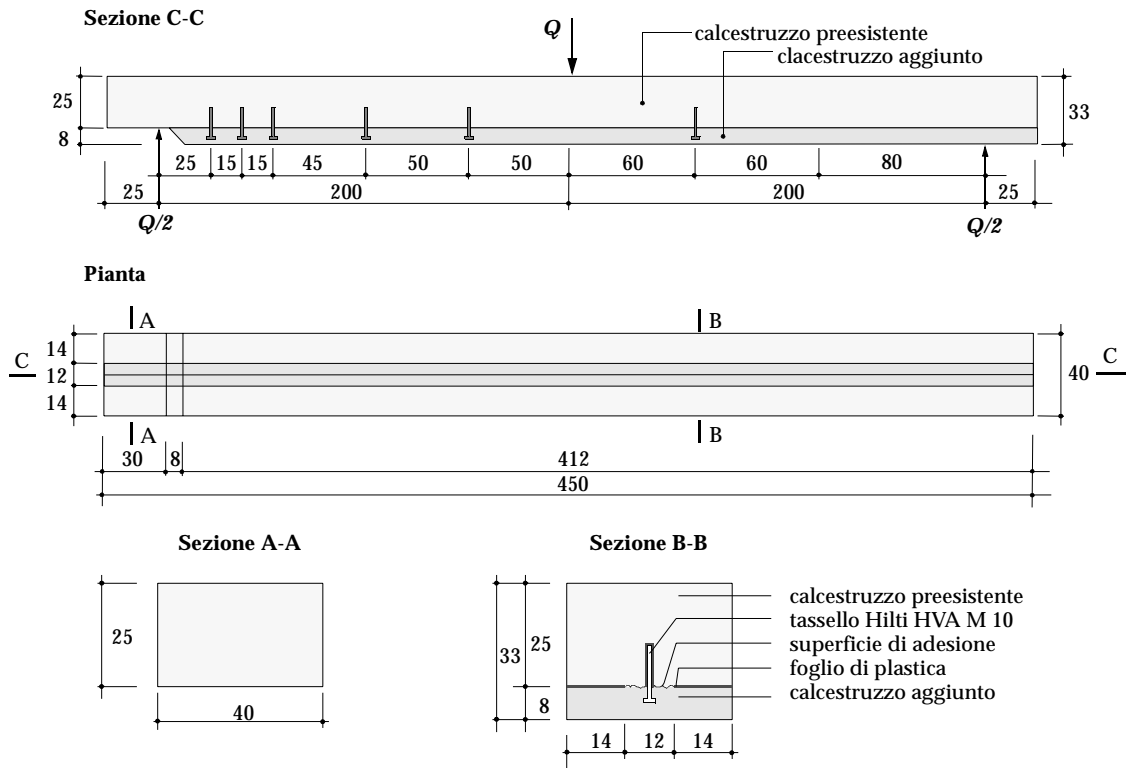 Sezione C-C
Q
calcestruzzo preesistente
clacestruzzo aggiunto
25
8
33
25 15 15 45 50 50 60 60 80
25 200 200 25
Q/2 Q/2
Pianta
A B
C 14
12
14
40 C
A B
30 8 412
450
Sezione A-A
25
40
Sezione B-B
33 25
8
14 12 14
calcestruzzo preesistente
tassello Hilti HVA M 10
superficie di adesione
foglio di plastica
calcestruzzo aggiunto